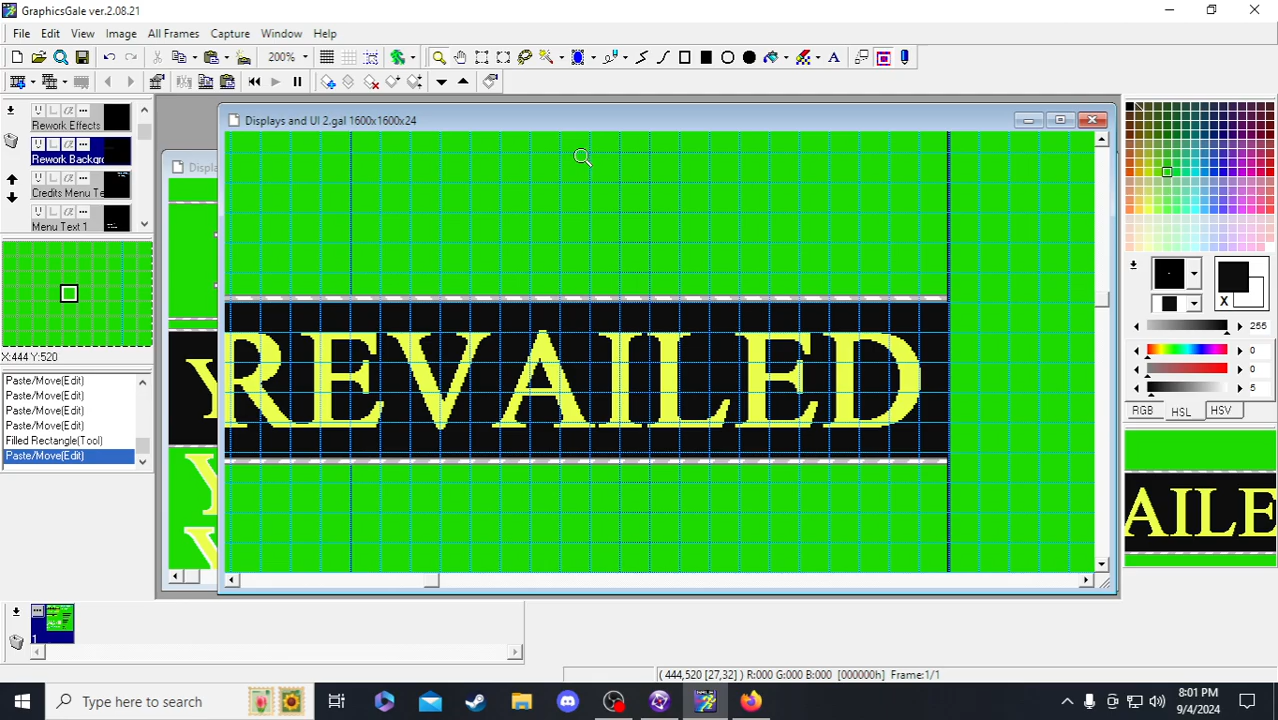 GraphicsGale ver.2.08.21
File Edit View Image All Frames Capture Window Help
200%
Rework Effects
Rework Backgro
Credits Menu Te
Menu Text 1
Displa
Displays and UI 2.gal 1600x1600x24
REVAILED
Y
Y
Y
AILE
X:444 Y:520
Paste/Move(Edit)
Paste/Move(Edit)
Paste/Move(Edit)
Paste/Move(Edit)
Filled Rectangle(Tool)
Paste/Move(Edit)
X
255
0
0
5
RGB HSL HSV
1
( 444,520 [27,32] ) R:000 G:000 B:000 [000000h] Frame:1/1
Type here to search
8:01 PM
9/4/2024